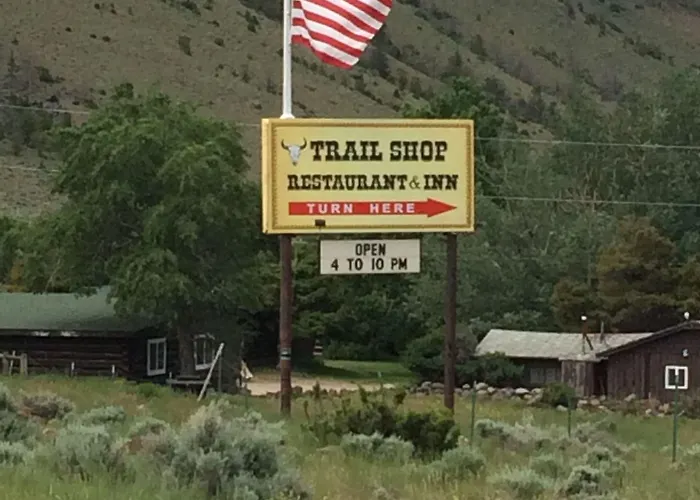 TRAIL SHOP
RESTAURANT & INN
TURN HERE
OPEN
4 TO 10 PM